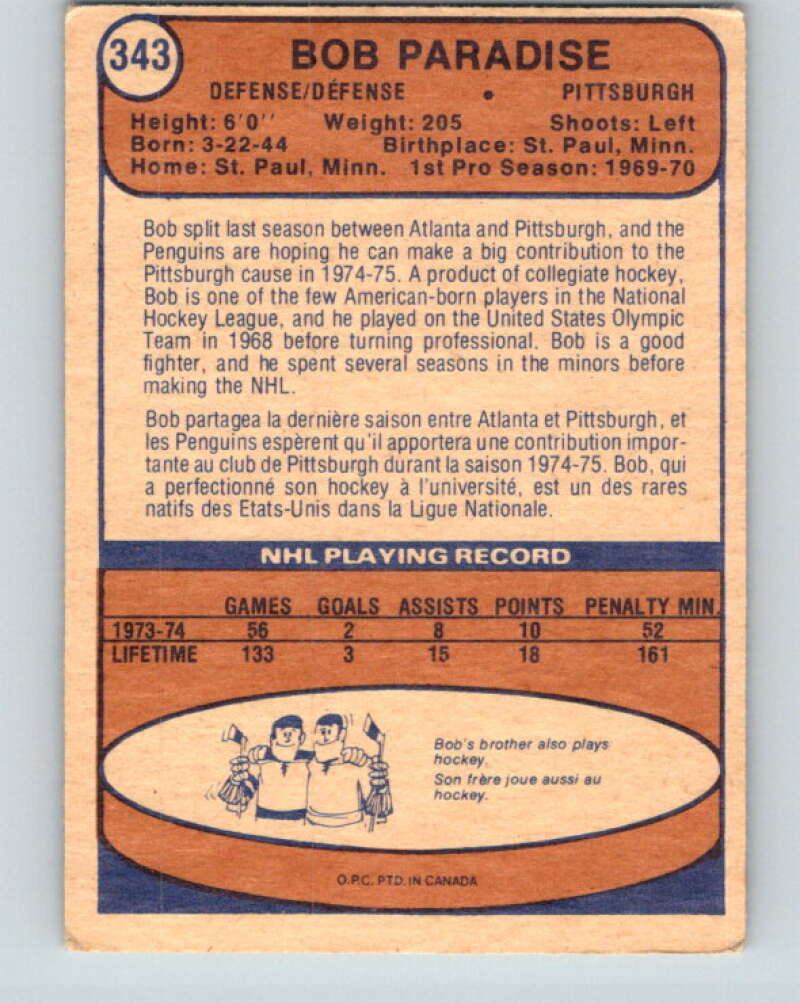 343
BOB PARADISE
DEFENSE/DÉFENSE • PITTSBURGH
Height: 6'0'' Weight: 205 Shoots: Left
Born: 3-22-44 Birthplace: St. Paul, Minn.
Home: St. Paul, Minn. 1st Pro Season: 1969-70
Bob split last season between Atlanta and Pittsburgh, and the
Penguins are hoping he can make a big contribution to the
Pittsburgh cause in 1974-75. A product of collegiate hockey,
Bob is one of the few American-born players in the National
Hockey League, and he played on the United States Olympic
Team in 1968 before turning professional. Bob is a good
fighter, and he spent several seasons in the minors before
making the NHL.
Bob partagea la dernière saison entre Atlanta et Pittsburgh, et
les Penguins espèrent qu'il apportera une contribution impor-
tante au club de Pittsburgh durant la saison 1974-75. Bob, qui
a perfectionné son hockey à l'université, est un des rares
natifs des Etats-Unis dans la Ligue Nationale.
NHL PLAYING RECORD
GAMES GOALS ASSISTS POINTS PENALTY MIN.
1973-74 56 2 8 10 52
LIFETIME 133 3 15 18 161
Bob's brother also plays
hockey.
Son frère joue aussi au
hockey.
O.P.C. PTD. IN CANADA